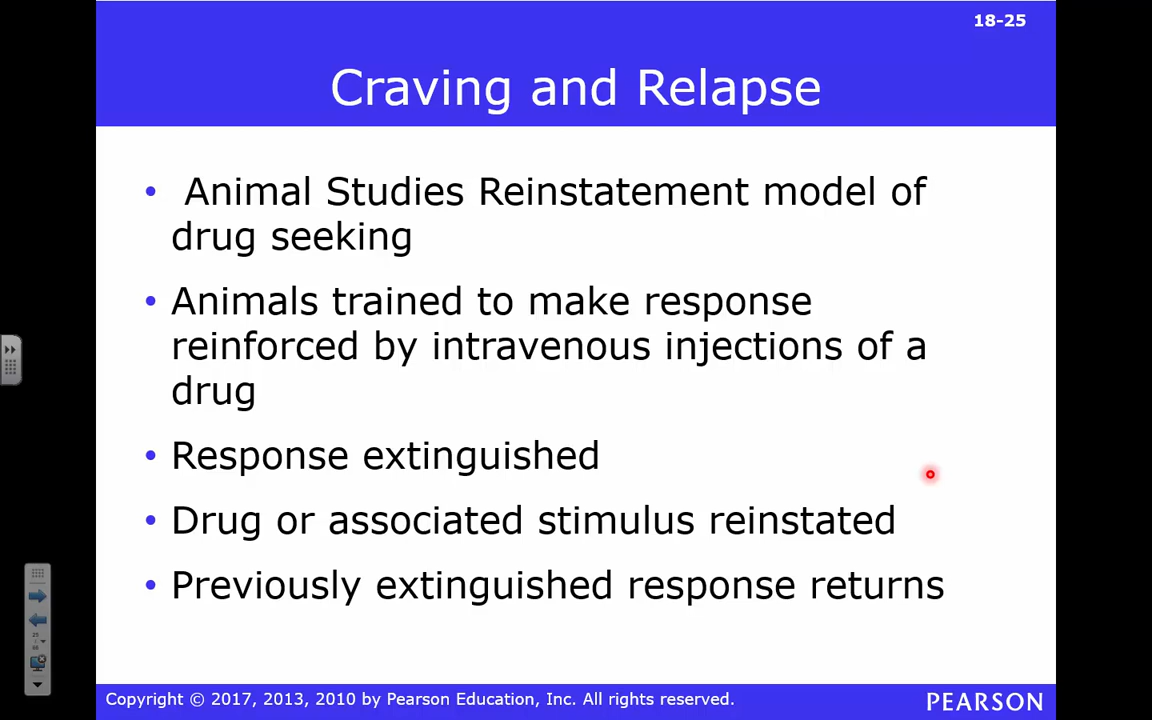 18-25
Craving and Relapse
• Animal Studies Reinstatement model of
drug seeking
• Animals trained to make response
reinforced by intravenous injections of a
drug
• Response extinguished
• Drug or associated stimulus reinstated
• Previously extinguished response returns
Copyright © 2017, 2013, 2010 by Pearson Education, Inc. All rights reserved.
PEARSON